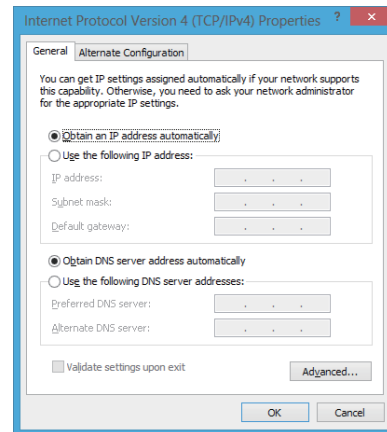 Internet Protocol Version 4 (TCP/IPv4) Properties ? ×
General Alternate Configuration
You can get IP settings assigned automatically if your network supports
this capability. Otherwise, you need to ask your network administrator
for the appropriate IP settings.
Obtain an IP address automatically
Use the following IP address:
IP address: . . .
Subnet mask: . . .
Default gateway: . . .
Obtain DNS server address automatically
Use the following DNS server addresses:
Preferred DNS server: . . .
Alternate DNS server: . . .
Validate settings upon exit
Advanced...
OK Cancel